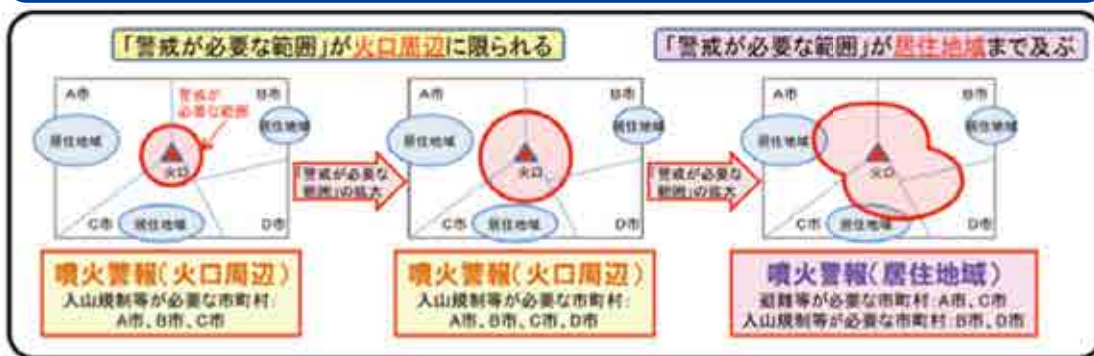 「警戒が必要な範囲」が火口周辺に限られる
「警戒が必要な範囲」が居住地域まで及ぶ
A市
警戒が
必要な範囲
B市
居住地域
居住地域
火口
C市
居住地域
D市
「警戒が必要な
範囲」の拡大
A市
B市
居住地域
居住地域
火口
C市
居住地域
D市
「警戒が必要な
範囲」の拡大
A市
B市
居住地域
居住地域
火口
C市
居住地域
D市
噴火警報(火口周辺)
入山規制等が必要な市町村:
A市、B市、C市
噴火警報(火口周辺)
入山規制等が必要な市町村:
A市、B市、C市、D市
噴火警報(居住地域)
避難等が必要な市町村:A市、C市
入山規制等が必要な市町村:B市、D市